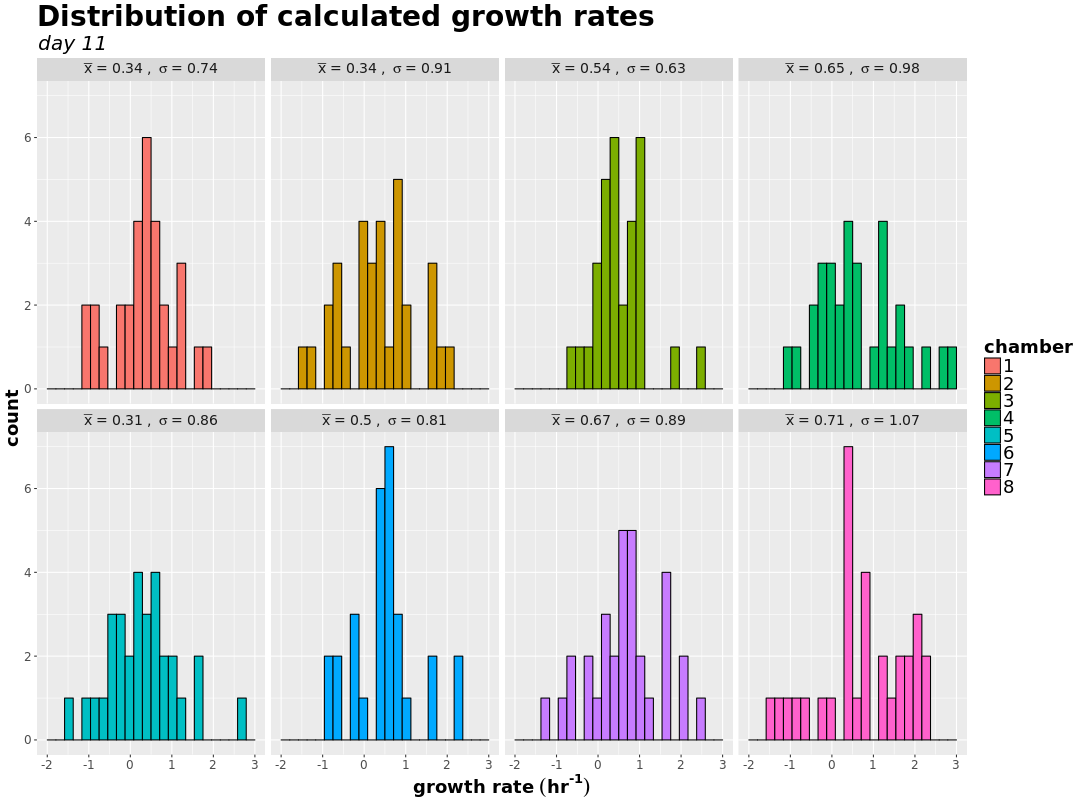 Distribution of calculated growth rates
day 11
x̅ = 0.34 , σ = 0.74
x̅ = 0.34 , σ = 0.91
x̅ = 0.54 , σ = 0.63
x̅ = 0.65 , σ = 0.98
6
4
2
0
x̅ = 0.31 , σ = 0.86
x̅ = 0.5 , σ = 0.81
x̅ = 0.67 , σ = 0.89
x̅ = 0.71 , σ = 1.07
6
4
2
0
-2 -1 0 1 2 3
-2 -1 0 1 2 3
-2 -1 0 1 2 3
-2 -1 0 1 2 3
count
growth rate (hr⁻¹)
chamber
1
2
3
4
5
6
7
8